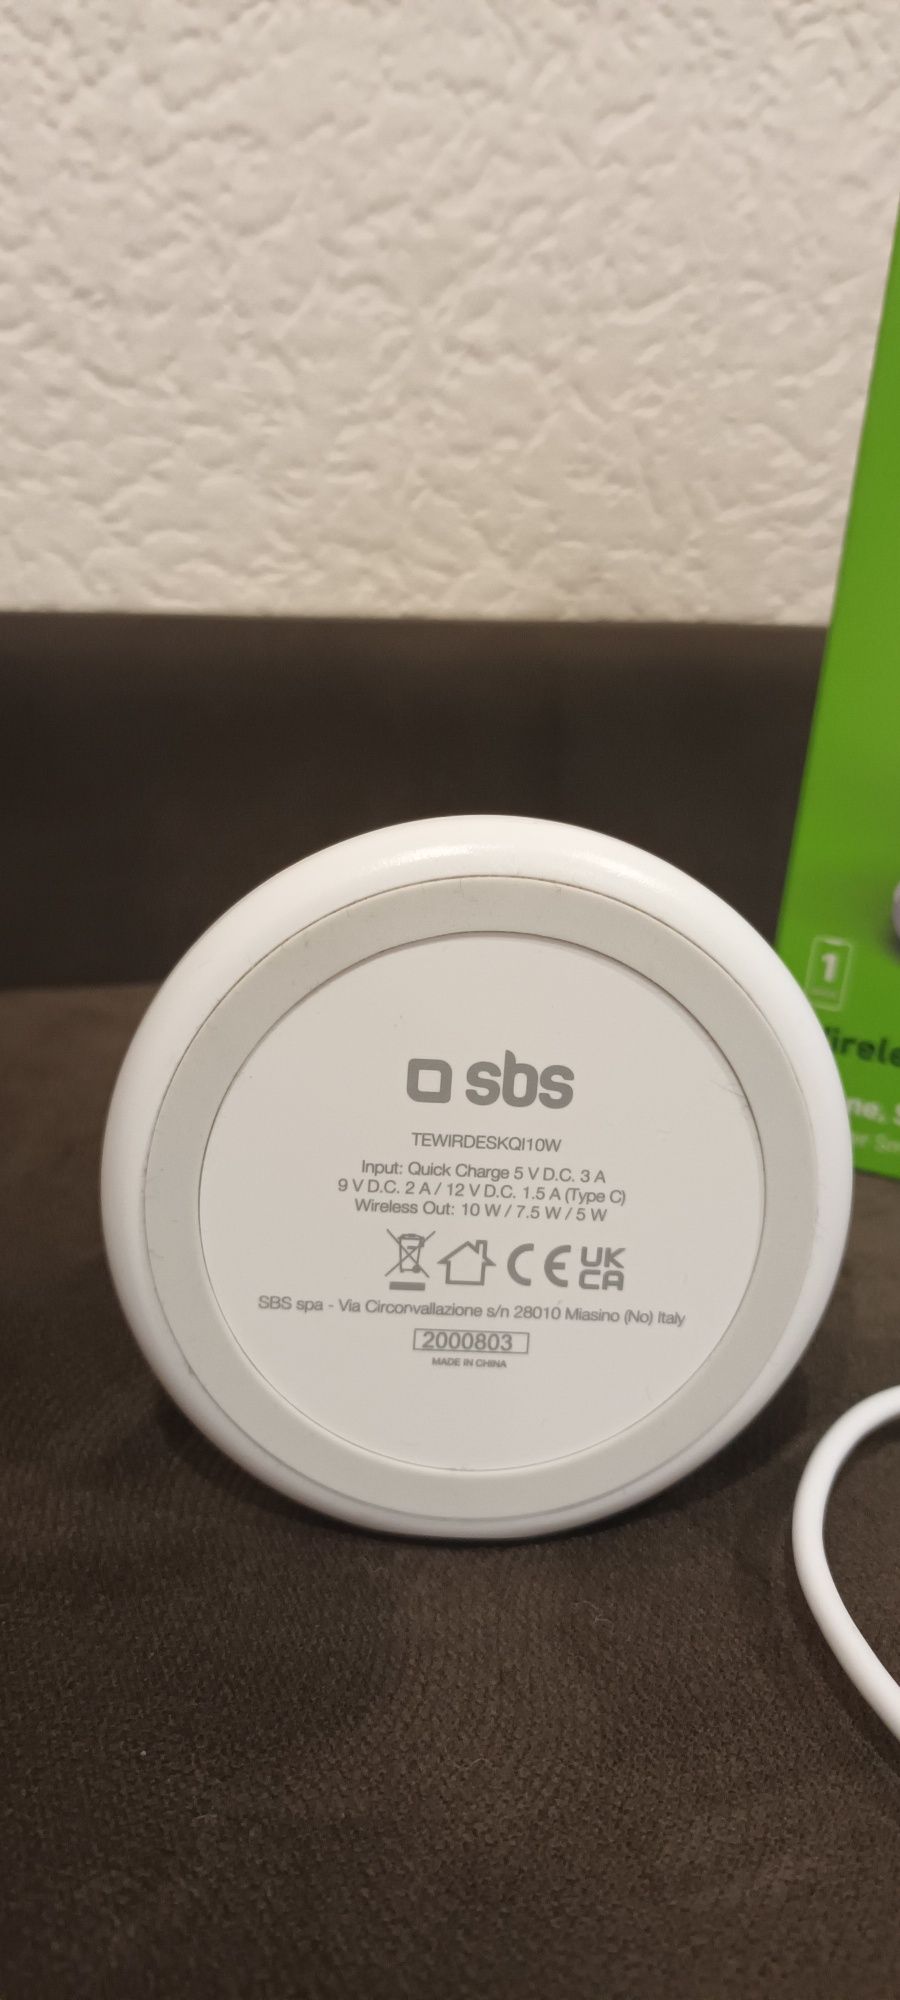 sbs
TEWIRDESKQI10W
Input: Quick Charge 5 V D.C. 3 A
9 V D.C. 2 A / 12 V D.C. 1.5 A (Type C)
Wireless Out: 10 W / 7.5 W / 5 W
CE UK
CA
SBS spa - Via Circonvallazione s/n 28010 Miasino (No) Italy
2000803
MADE IN CHINA
1